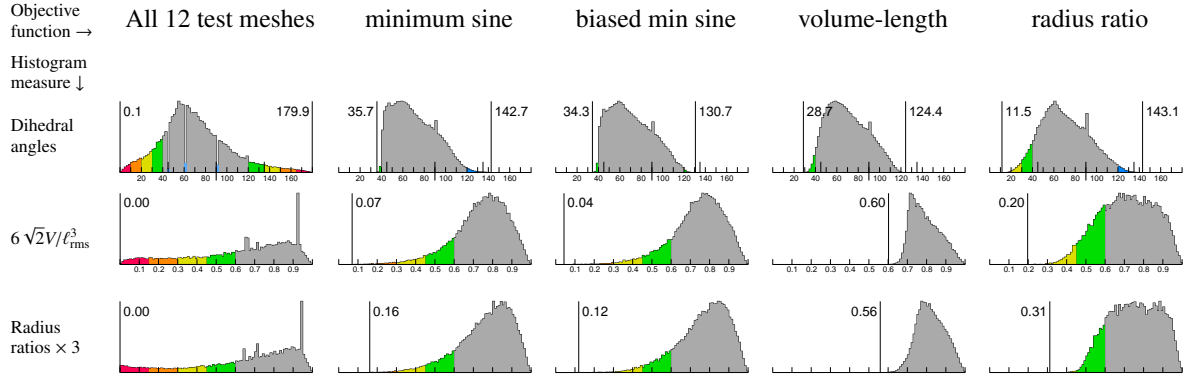 Objective
function → All 12 test meshes minimum sine biased min sine volume-length radius ratio
Histogram
measure ↓
Dihedral
angles
0.1 179.9 35.7 142.7 34.3 130.7 28.7 124.4 11.5 143.1
20 40 60 80 100 120 140 160 20 40 60 80 100 120 140 160 20 40 60 80 100 120 140 160 20 40 60 80 100 120 140 160 20 40 60 80 100 120 140 160
6 √2V/ℓ³rms
0.00 0.07 0.04 0.60 0.20
0.1 0.2 0.3 0.4 0.5 0.6 0.7 0.8 0.9 0.1 0.2 0.3 0.4 0.5 0.6 0.7 0.8 0.9 0.1 0.2 0.3 0.4 0.5 0.6 0.7 0.8 0.9 0.1 0.2 0.3 0.4 0.5 0.6 0.7 0.8 0.9 0.1 0.2 0.3 0.4 0.5 0.6 0.7 0.8 0.9
Radius
ratios × 3
0.00 0.16 0.12 0.56 0.31